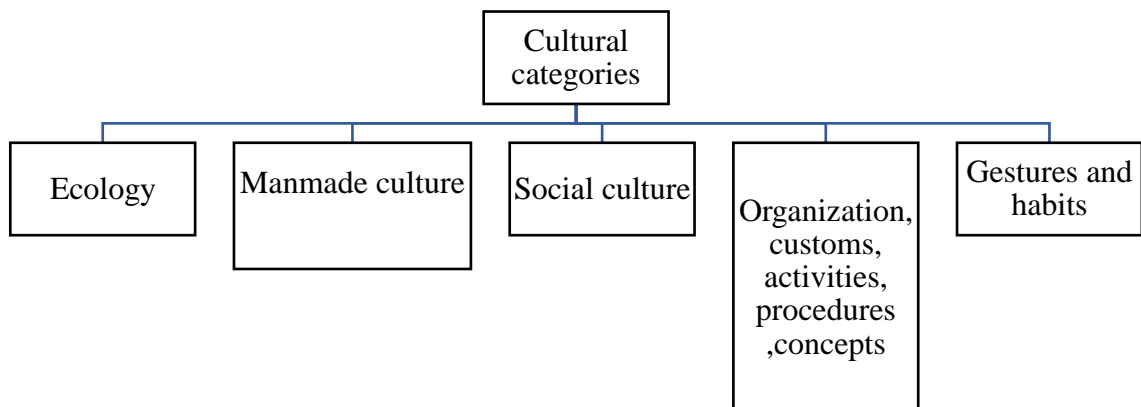 Cultural
categories
Ecology
Manmade culture
Social culture
Organization,
customs,
activities,
procedures
,concepts
Gestures and
habits